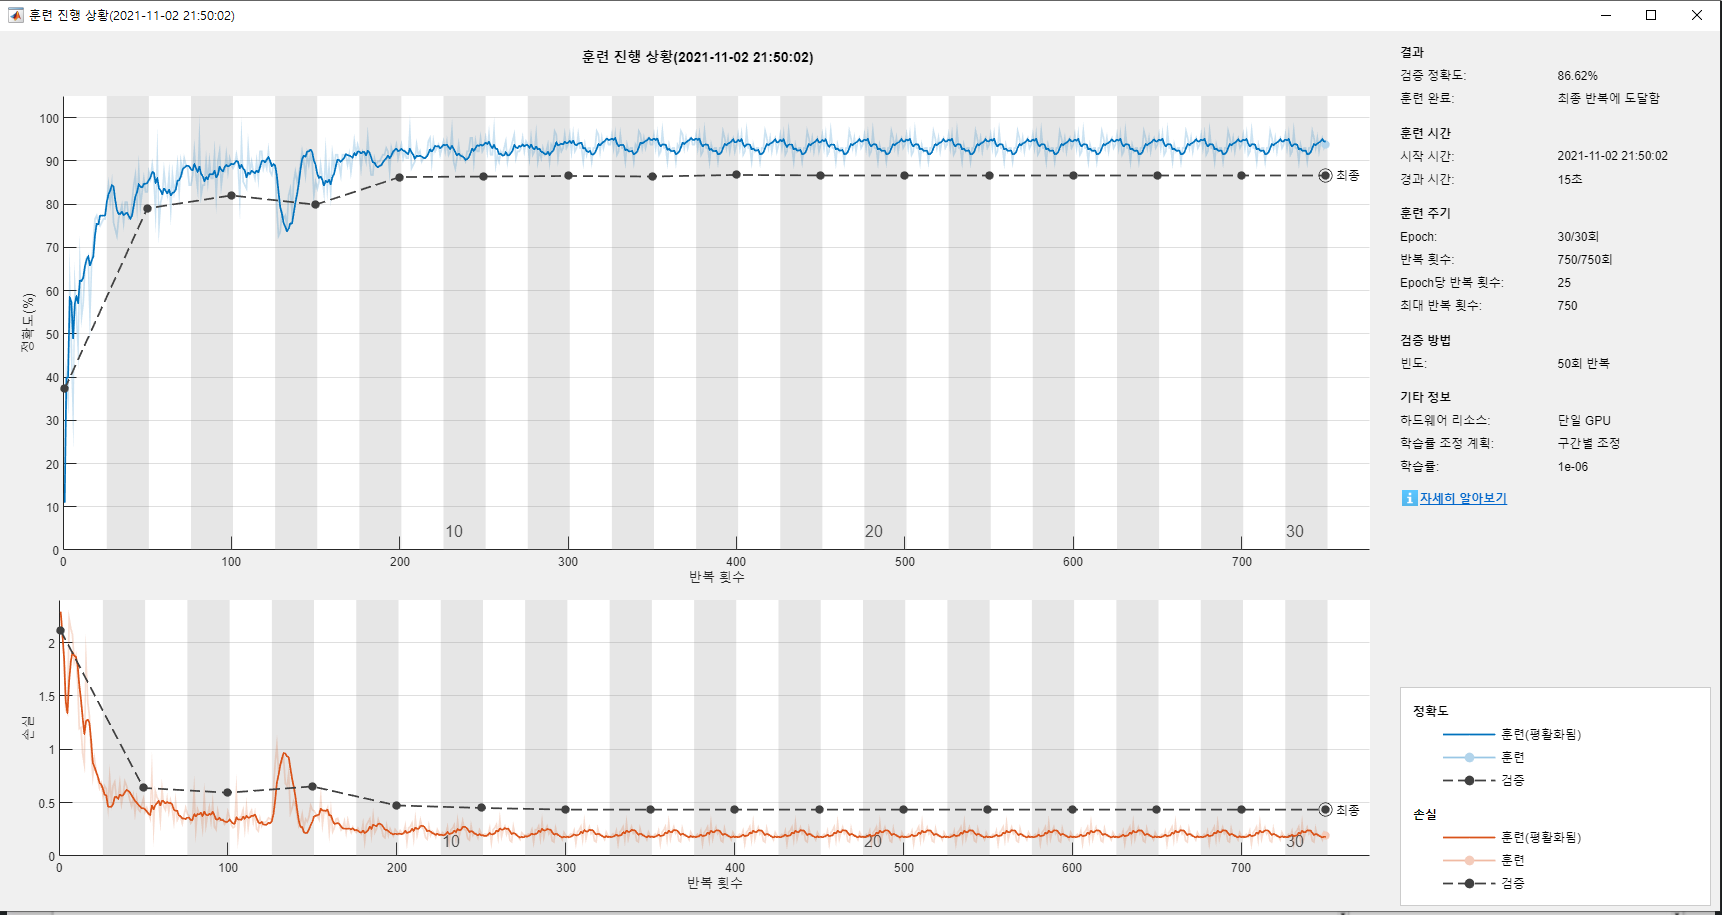 훈련 진행 상황(2021-11-02 21:50:02)
훈련 진행 상황(2021-11-02 21:50:02)
100
90
80
70
60
50
40
30
20
10
0
정확도(%)
최종
10
20
30
0
100
200
300
400
500
600
700
반복 횟수
2
1.5
1
0.5
0
손실
최종
10
20
30
0
100
200
300
400
500
600
700
반복 횟수
결과
검증 정확도: 86.62%
훈련 완료: 최종 반복에 도달함
훈련 시간
시작 시간: 2021-11-02 21:50:02
경과 시간: 15초
훈련 주기
Epoch: 30/30회
반복 횟수: 750/750회
Epoch당 반복 횟수: 25
최대 반복 횟수: 750
검증 방법
빈도: 50회 반복
기타 정보
하드웨어 리소스: 단일 GPU
학습률 조정 계획: 구간별 조정
학습률: 1e-06
자세히 알아보기
정확도
훈련(평활화됨)
훈련
검증
손실
훈련(평활화됨)
훈련
검증